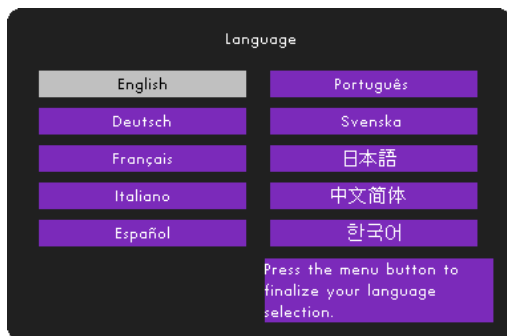 Language
English
Português
Deutsch
Svenska
Français
日本語
Italiano
中文简体
Español
한국어
Press the menu button to
finalize your language
selection.